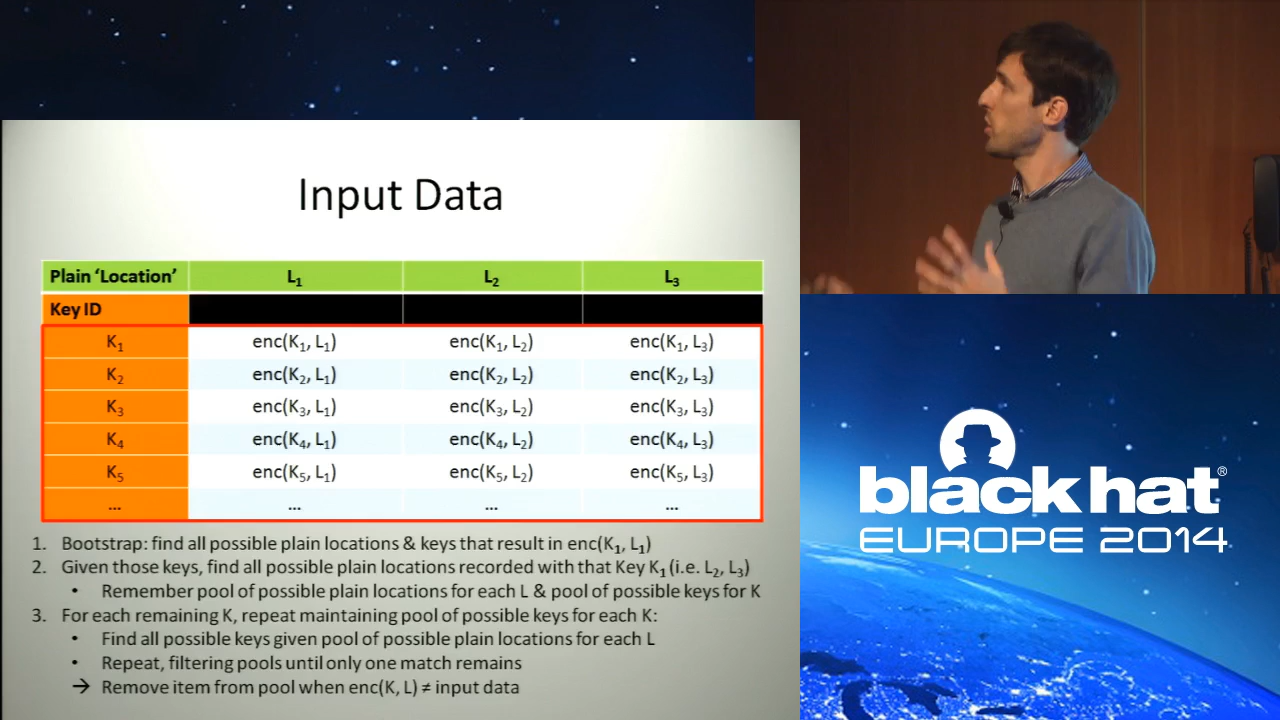 Input Data
Plain ‘Location’ L₁ L₂ L₃
Key ID
K₁ enc(K₁, L₁) enc(K₁, L₂) enc(K₁, L₃)
K₂ enc(K₂, L₁) enc(K₂, L₂) enc(K₂, L₃)
K₃ enc(K₃, L₁) enc(K₃, L₂) enc(K₃, L₃)
K₄ enc(K₄, L₁) enc(K₄, L₂) enc(K₄, L₃)
K₅ enc(K₅, L₁) enc(K₅, L₂) enc(K₅, L₃)
... ... ... ...
1. Bootstrap: find all possible plain locations & keys that result in enc(K₁, L₁)
2. Given those keys, find all possible plain locations recorded with that Key K₁ (i.e. L₂, L₃)
• Remember pool of possible plain locations for each L & pool of possible keys for K
3. For each remaining K, repeat maintaining pool of possible keys for each K:
• Find all possible keys given pool of possible plain locations for each L
• Repeat, filtering pools until only one match remains
→ Remove item from pool when enc(K, L) ≠ input data
black hat®
EUROPE 2014